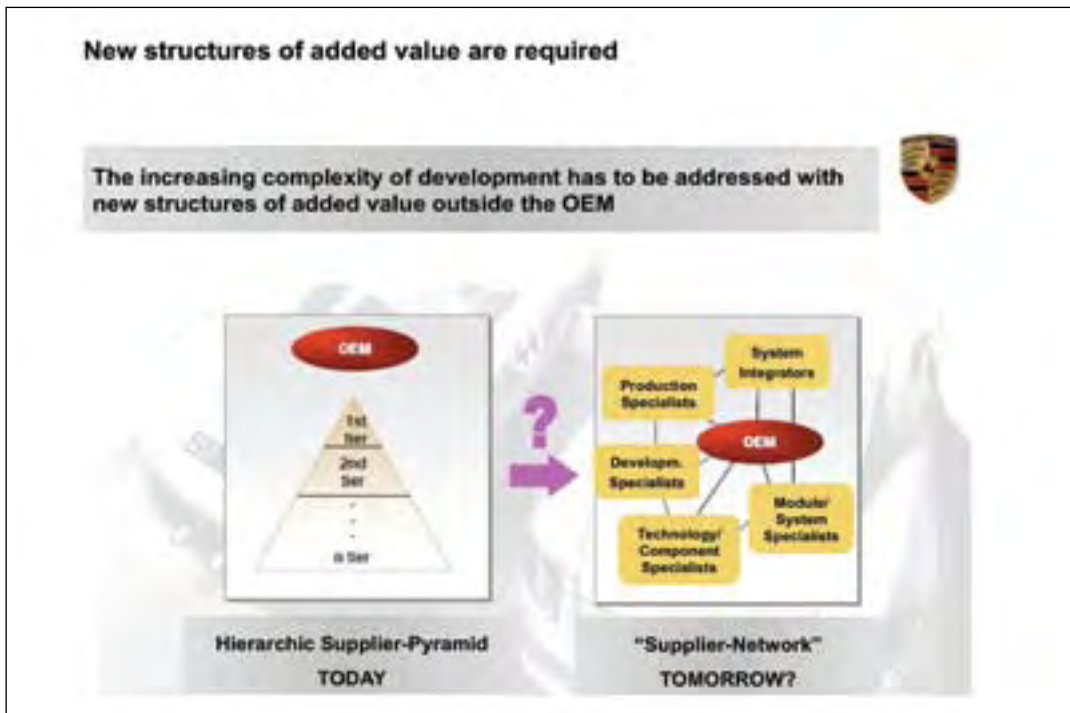 New structures of added value are required
The increasing complexity of development has to be addressed with
new structures of added value outside the OEM
OEM
1st
tier
2nd
tier
.
.
.
n tier
?
System
Integrators
Production
Specialists
OEM
Developm.
Specialists
Module/
System
Specialists
Technology/
Component
Specialists
Hierarchic Supplier-Pyramid
TODAY
"Supplier-Network"
TOMORROW?